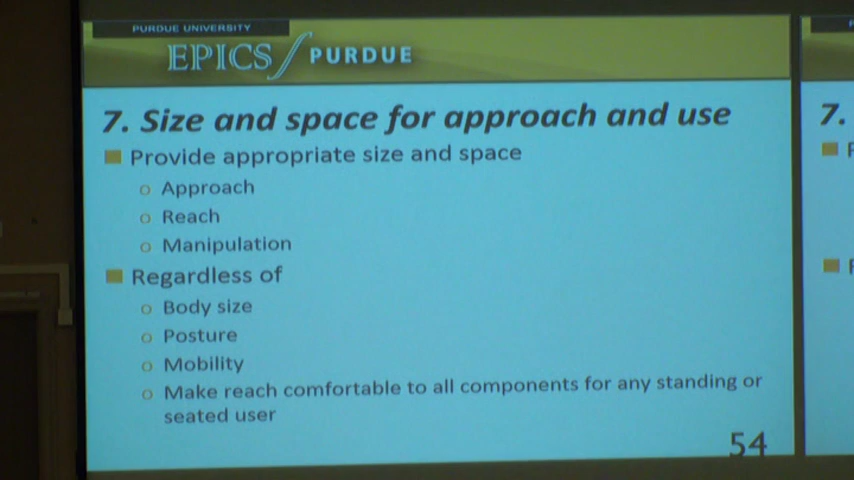 PURDUE UNIVERSITY
EPICS PURDUE
7. Size and space for approach and use
Provide appropriate size and space
o Approach
o Reach
o Manipulation
Regardless of
o Body size
o Posture
o Mobility
o Make reach comfortable to all components for any standing or
seated user
54
7.